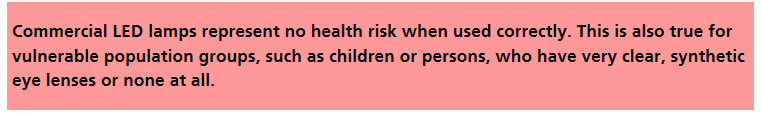 Commercial LED lamps represent no health risk when used correctly. This is also true for
vulnerable population groups, such as children or persons, who have very clear, synthetic
eye lenses or none at all.